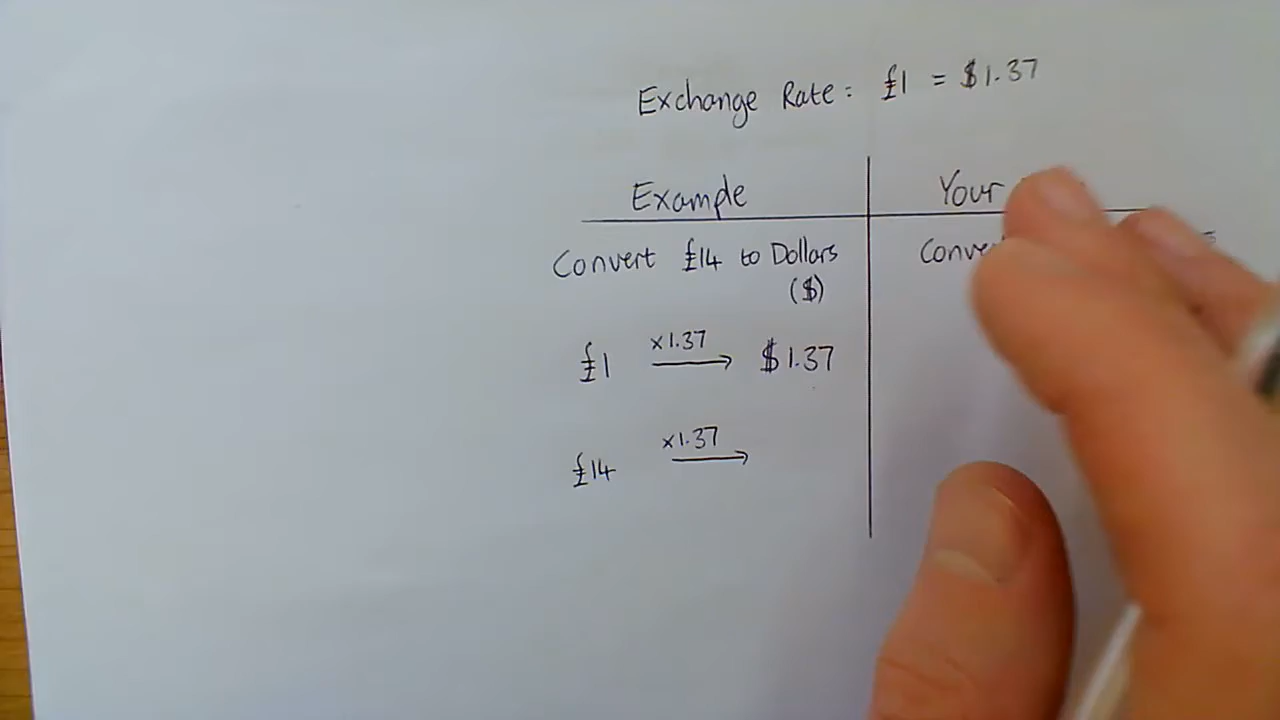 Exchange Rate: £1 = $1.37
Example
Your
Convert £14 to Dollars
($)
£1 ×1.37 $1.37
£14 ×1.37